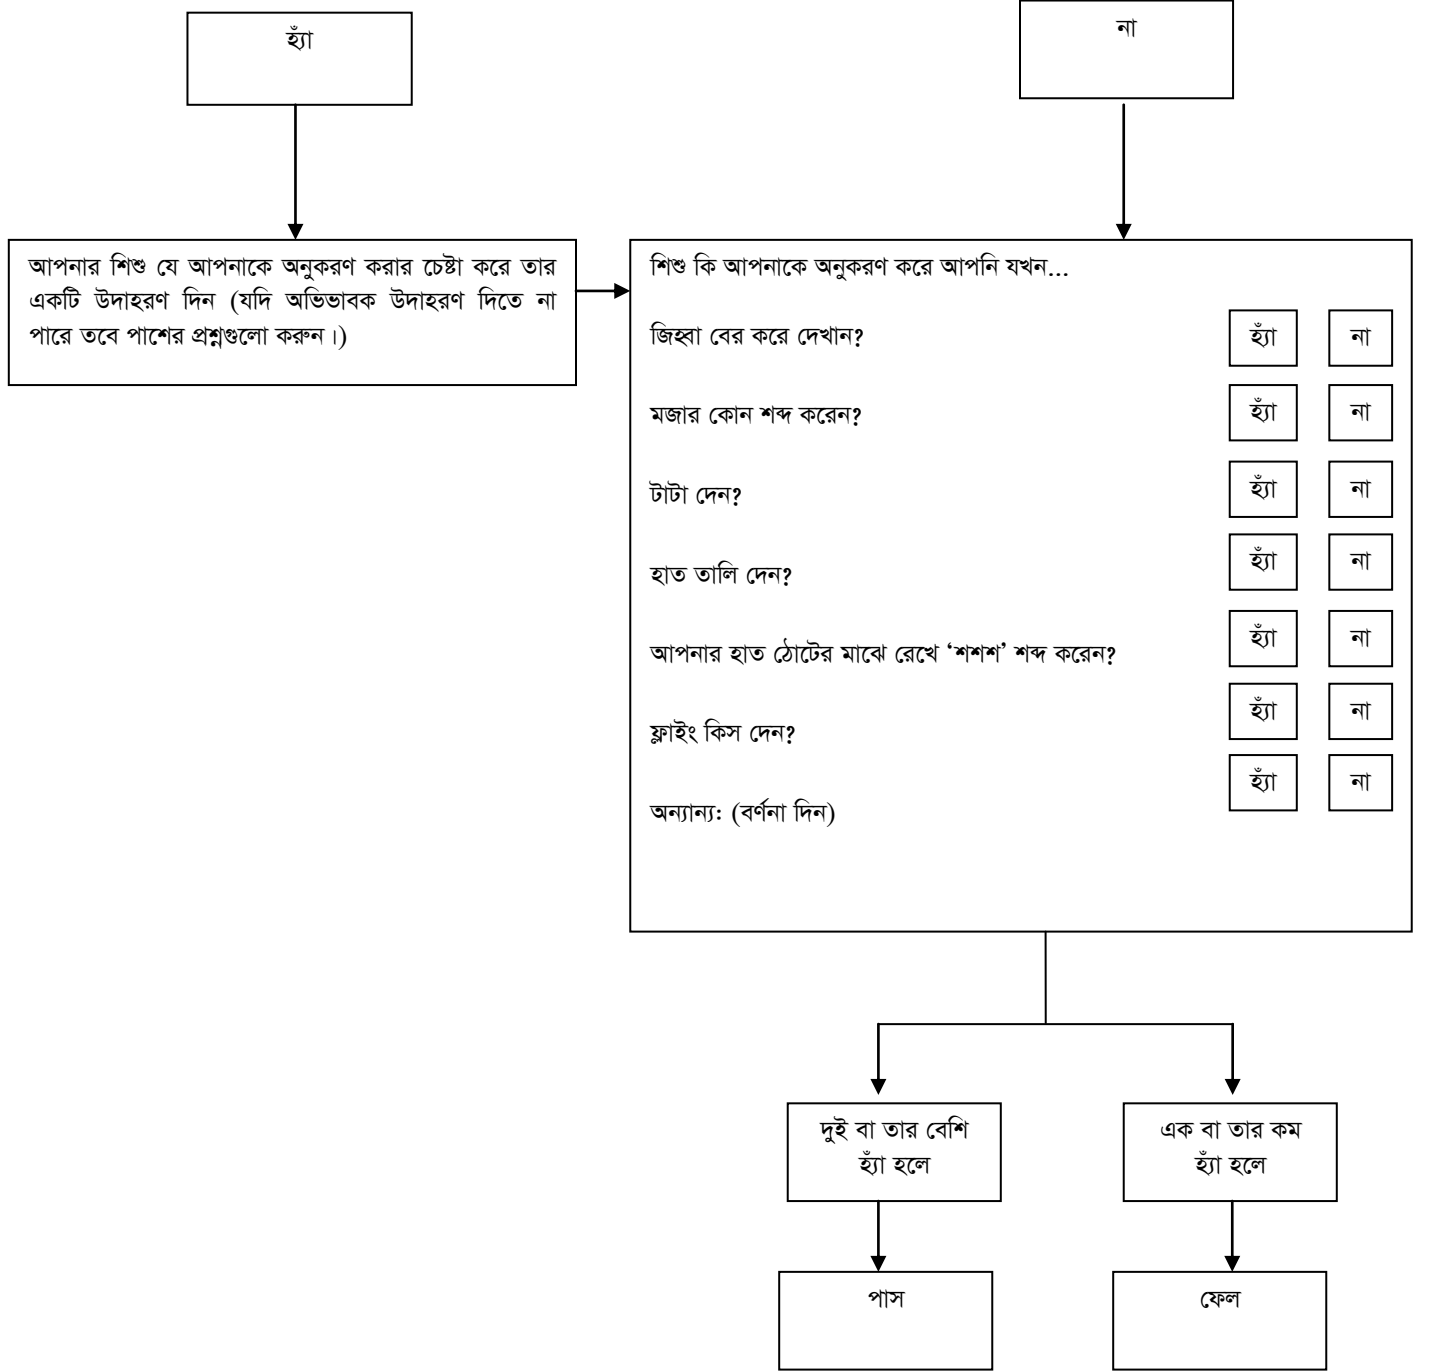 হ্যাঁ
না
আপনার শিশু যে আপনাকে অনুকরণ করার চেষ্টা করে তার
একটি উদাহরণ দিন (যদি অভিভাবক উদাহরণ দিতে না
পারে তবে পাশের প্রশ্নগুলো করুন।)
শিশু কি আপনাকে অনুকরণ করে আপনি যখন...
জিহ্বা বের করে দেখান? হ্যাঁ না
মজার কোন শব্দ করেন? হ্যাঁ না
টাটা দেন? হ্যাঁ না
হাত তালি দেন? হ্যাঁ না
আপনার হাত ঠোটের মাঝে রেখে ‘শশশ’ শব্দ করেন? হ্যাঁ না
ফ্লাইং কিস দেন? হ্যাঁ না
অন্যান্য: (বর্ণনা দিন) হ্যাঁ না
দুই বা তার বেশি
হ্যাঁ হলে
এক বা তার কম
হ্যাঁ হলে
পাস
ফেল